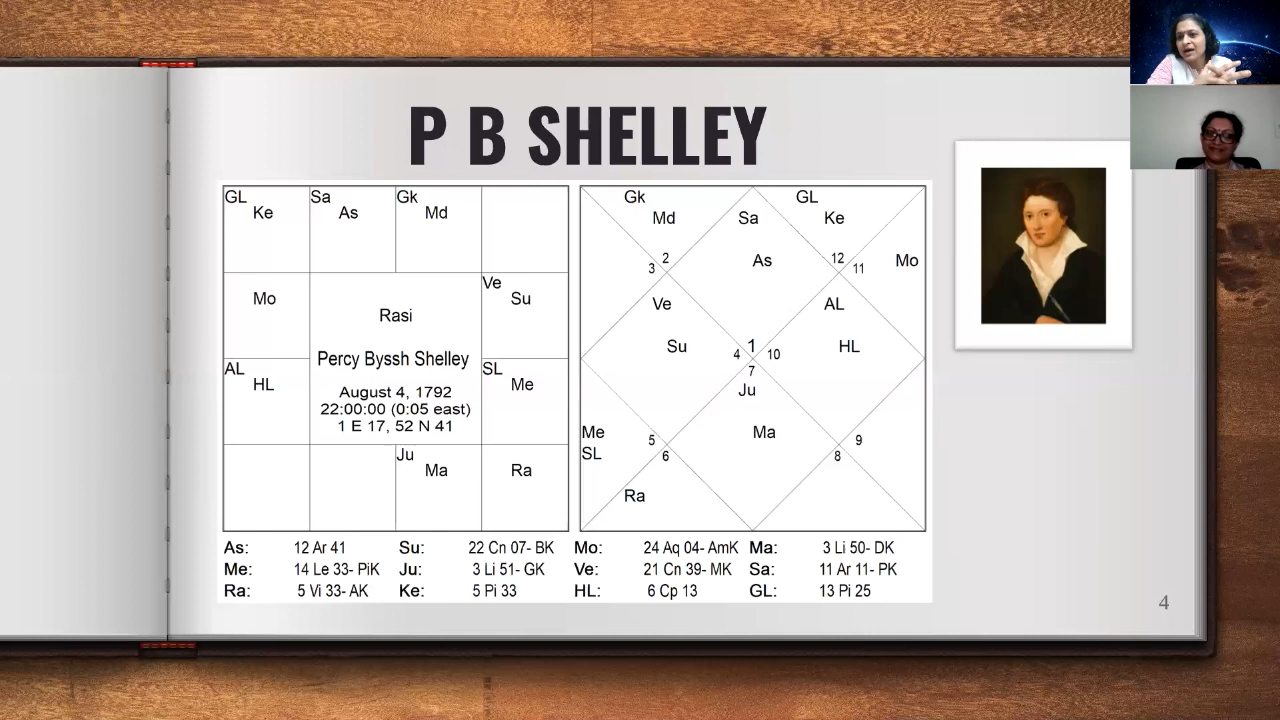 P B SHELLEY
GL
Ke
Sa
As
Gk
Md
Mo
Ve
Su
Rasi
Percy Byssh Shelley
August 4, 1792
22:00:00 (0:05 east)
1 E 17, 52 N 41
AL
HL
SL
Me
Ju
Ma
Ra
Gk
Md
Sa
GL
Ke
As
2
3
12
11
Mo
Ve
AL
Su
HL
1
4
10
7
Ju
Me
SL
Ma
5
6
9
8
Ra
As: 12 Ar 41 Su: 22 Cn 07- BK Mo: 24 Aq 04- AmK Ma: 3 Li 50- DK
Me: 14 Le 33- PiK Ju: 3 Li 51- GK Ve: 21 Cn 39- MK Sa: 11 Ar 11- PK
Ra: 5 Vi 33- AK Ke: 5 Pi 33 HL: 6 Cp 13 GL: 13 Pi 25
4